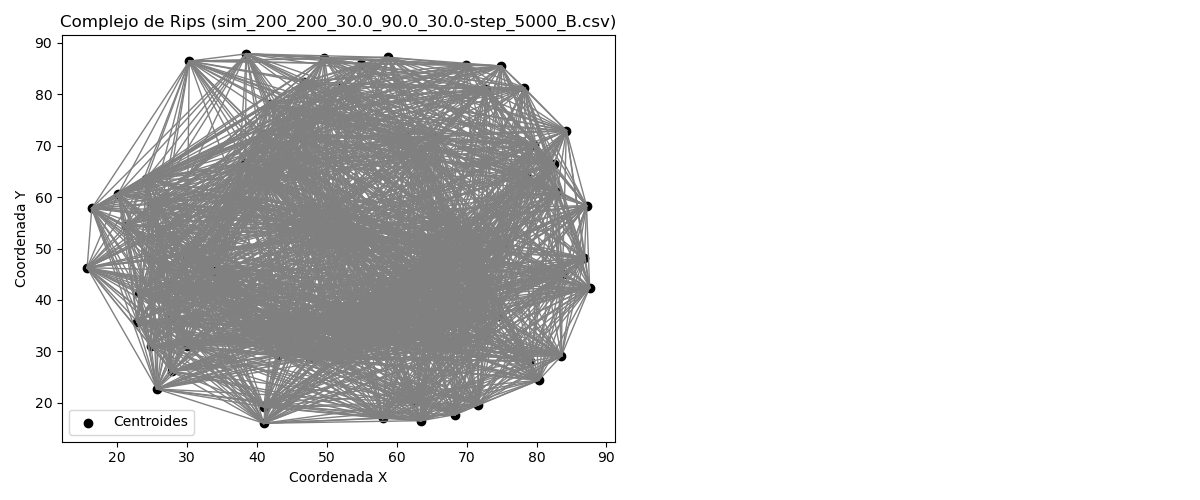 Complejo de Rips (sim_200_200_30.0_90.0_30.0-step_5000_B.csv)
90
80
70
60
50
40
30
20
Coordenada Y
Centroides
20 30 40 50 60 70 80 90
Coordenada X